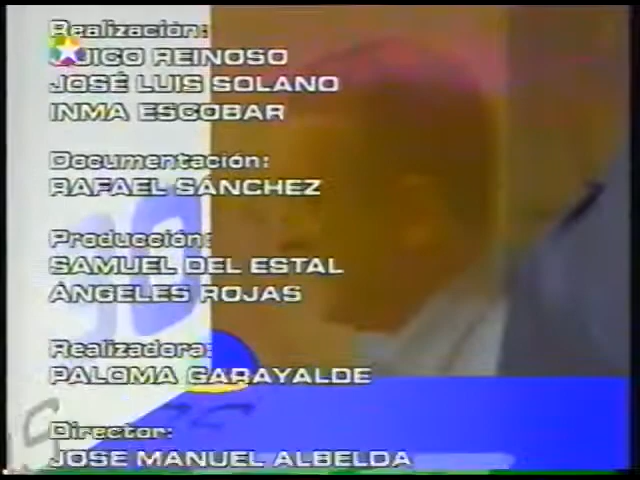 Realización:
QUICO REINOSO
JOSÉ LUIS SOLANO
INMA ESCOBAR
Documentación:
RAFAEL SÁNCHEZ
Producción:
SAMUEL DEL ESTAL
ÁNGELES ROJAS
Realizadora:
PALOMA GARAYALDE
Director:
JOSE MANUEL ALBELDA